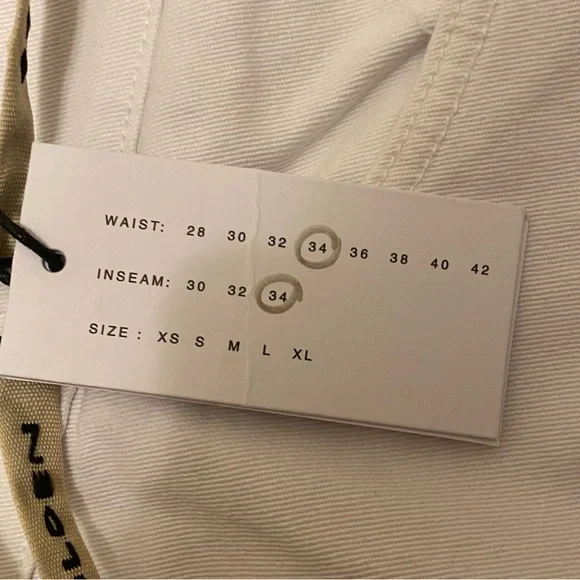 WAIST: 28 30 32 34 36 38 40 42
INSEAM: 30 32 34
SIZE : XS S M L XL